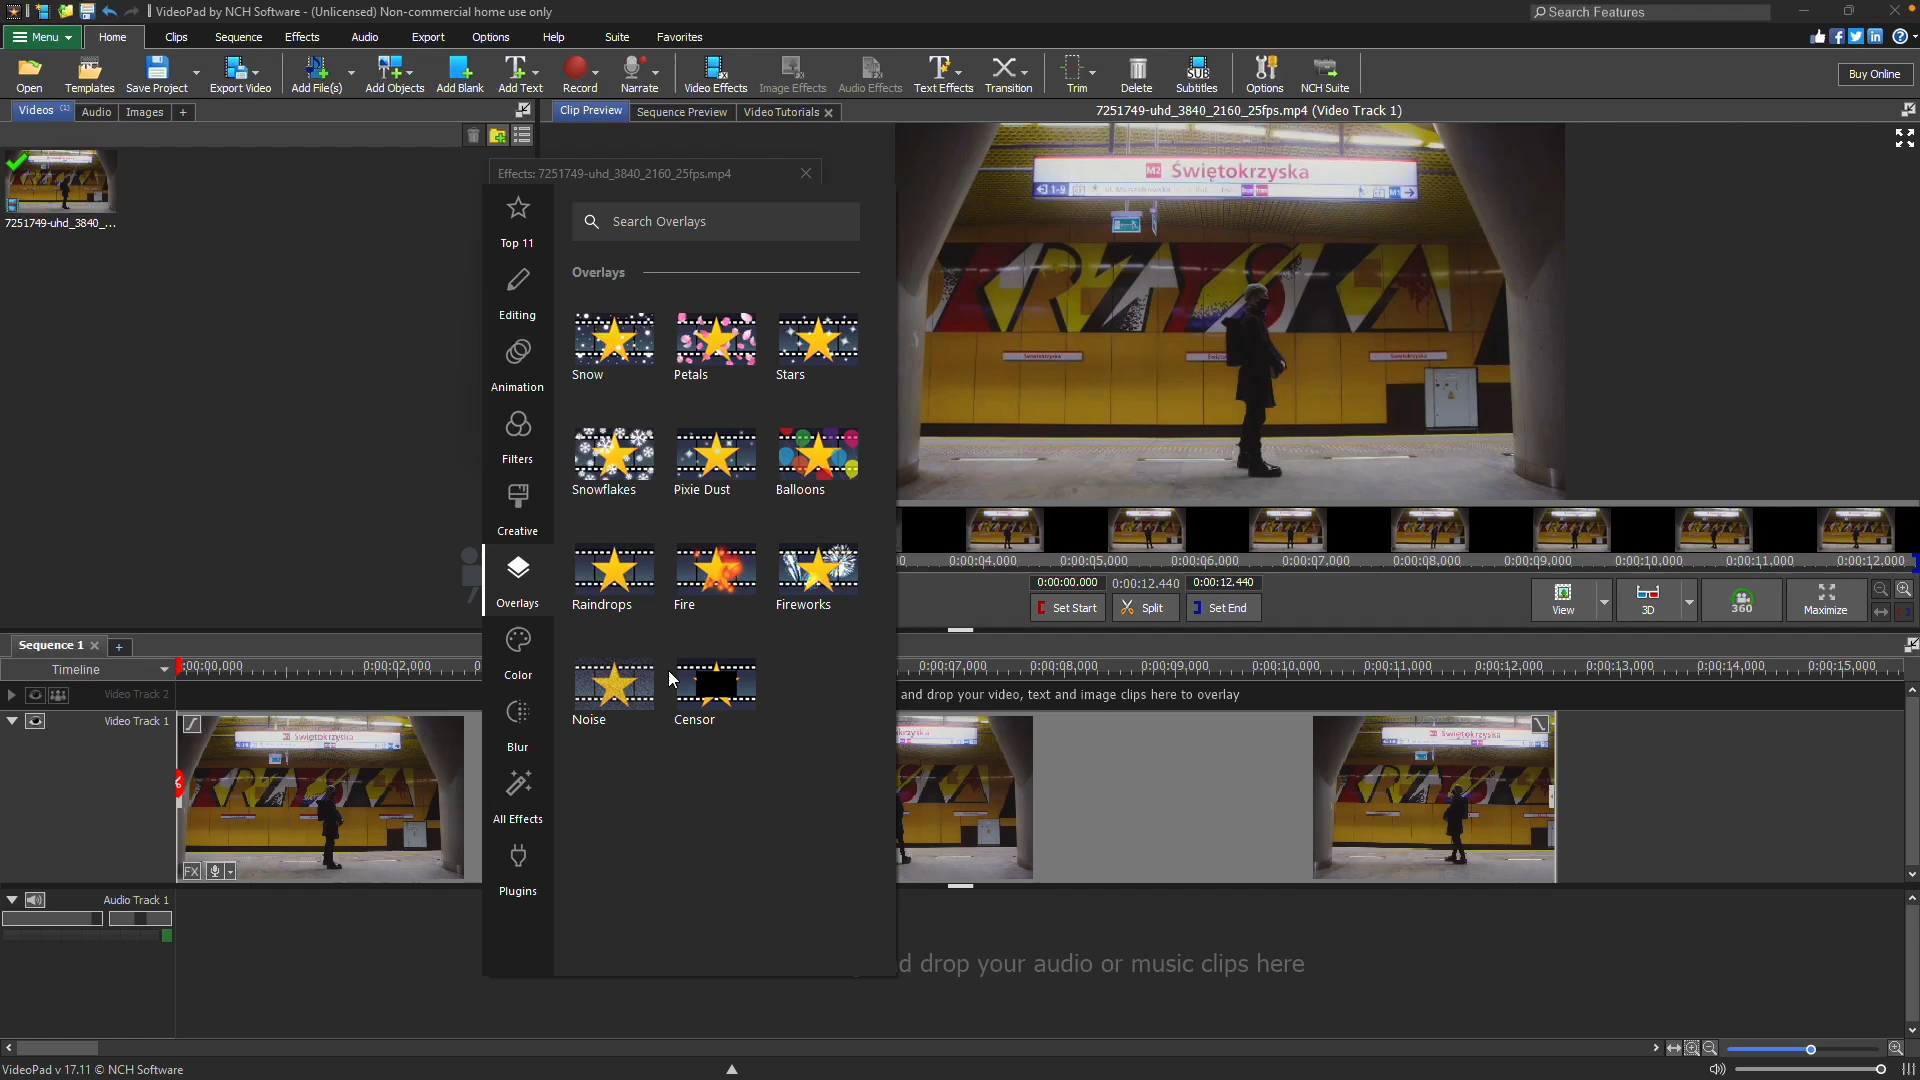 VideoPad by NCH Software - (Unlicensed) Non-commercial home use only
Search Features
Menu Home Clips Sequence Effects Audio Export Options Help Suite Favorites
Open Templates Save Project Export Video Add File(s) Add Objects Add Blank Add Text Record Narrate Video Effects Image Effects Audio Effects Text Effects Transition Trim Delete Subtitles Options NCH Suite Buy Online
Videos (1) Audio Images +
Clip Preview Sequence Preview Video Tutorials
7251749-uhd_3840_2160_25fps.mp4 (Video Track 1)
7251749-uhd_3840_...
Effects: 7251749-uhd_3840_2160_25fps.mp4
Search Overlays
Top 11
Editing
Animation
Filters
Creative
Overlays
Color
Blur
All Effects
Plugins
Overlays
Snow Petals Stars
Snowflakes Pixie Dust Balloons
Raindrops Fire Fireworks
Noise Censor
M2 Świętokrzyska
1-9
0:00:04,000 0:00:05,000 0:00:06,000 0:00:07,000 0:00:08,000 0:00:09,000 0:00:10,000 0:00:11,000 0:00:12,000
0:00:00.000 0:00:12.440 0:00:12.440
Set Start Split Set End
View 3D 360 Maximize
Sequence 1 +
Timeline
:00:00,000 0:00:02,000 0:00:07,000 0:00:08,000 0:00:09,000 0:00:10,000 0:00:11,000 0:00:12,000 0:00:13,000 0:00:14,000 0:00:15,000
Video Track 2
and drop your video, text and image clips here to overlay
Video Track 1
Świętokrzyska
FX
Audio Track 1
d drop your audio or music clips here
VideoPad v 17.11 © NCH Software